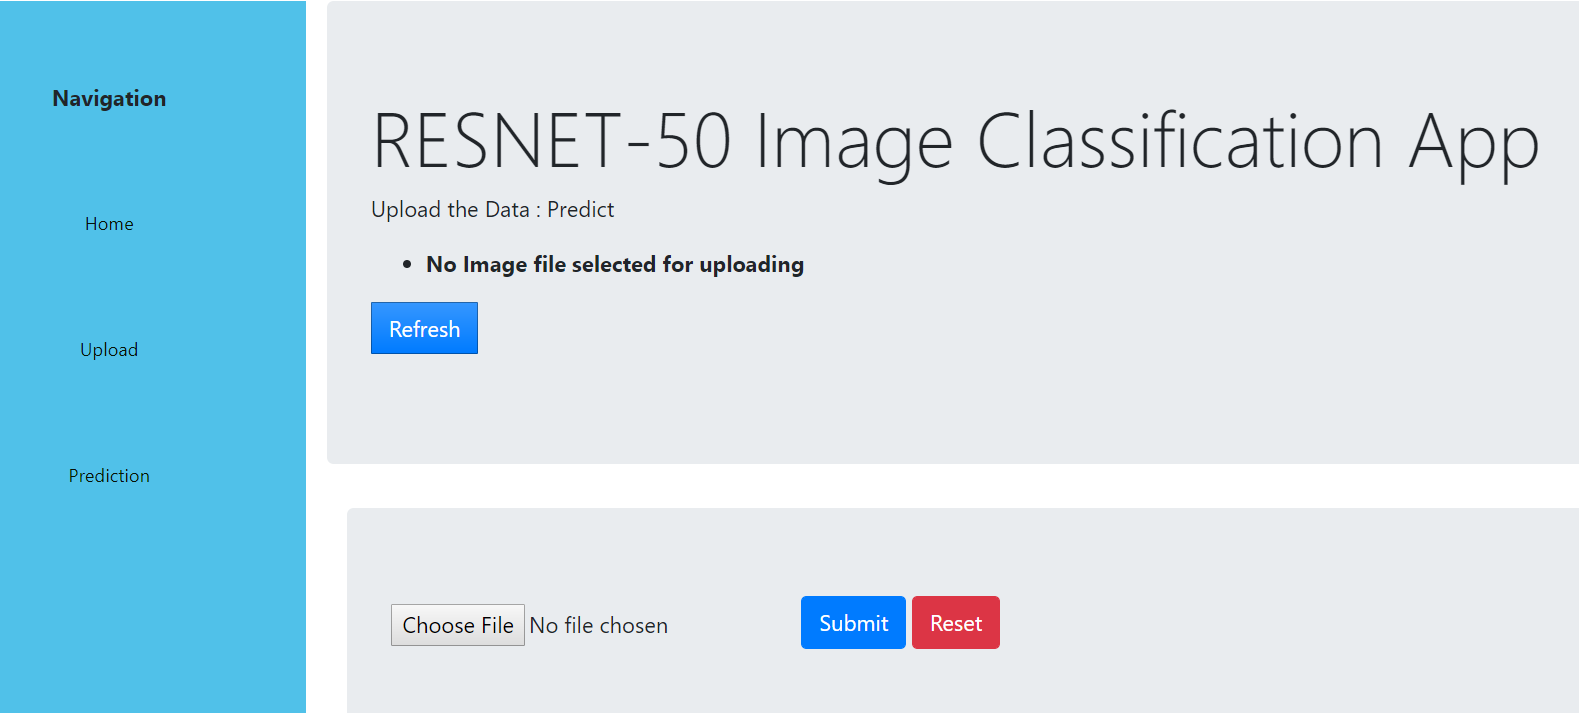 Navigation
Home
Upload
Prediction
RESNET-50 Image Classification App
Upload the Data : Predict
No Image file selected for uploading
Refresh
Choose File No file chosen
Submit Reset